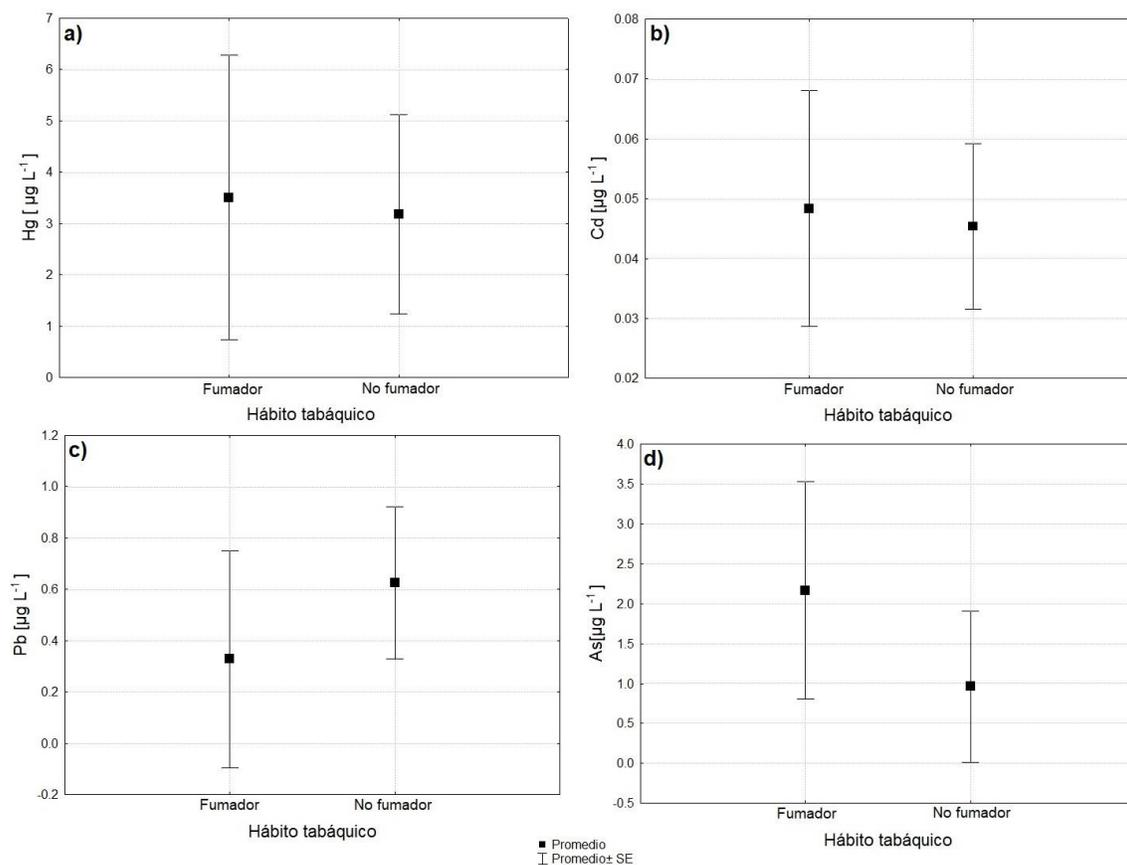 a)
7
6
5
4
3
2
1
0
Hg [ µg L-1 ]
Fumador No fumador
Hábito tabáquico
b)
0.08
0.07
0.06
0.05
0.04
0.03
0.02
Cd [µg L-1]
Fumador No fumador
Hábito tabáquico
c)
1.2
1.0
0.8
0.6
0.4
0.2
0.0
-0.2
Pb [µg L-1]
Fumador No fumador
Hábito tabáquico
d)
4.0
3.5
3.0
2.5
2.0
1.5
1.0
0.5
0.0
-0.5
As[µg L-1]
Fumador No fumador
Hábito tabáquico
Promedio
Promedio± SE